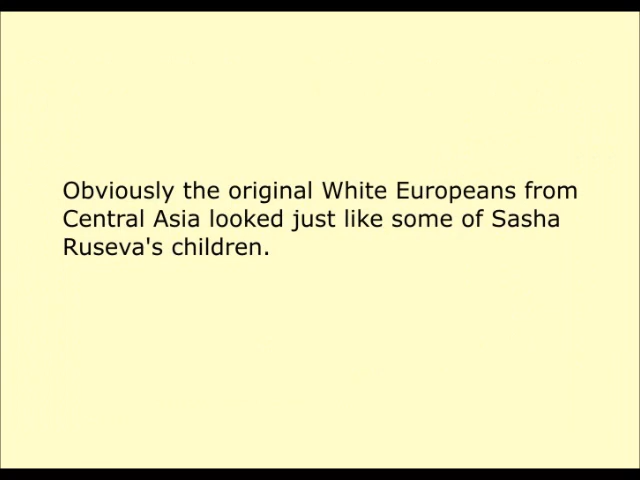 Obviously the original White Europeans from
Central Asia looked just like some of Sasha
Ruseva's children.